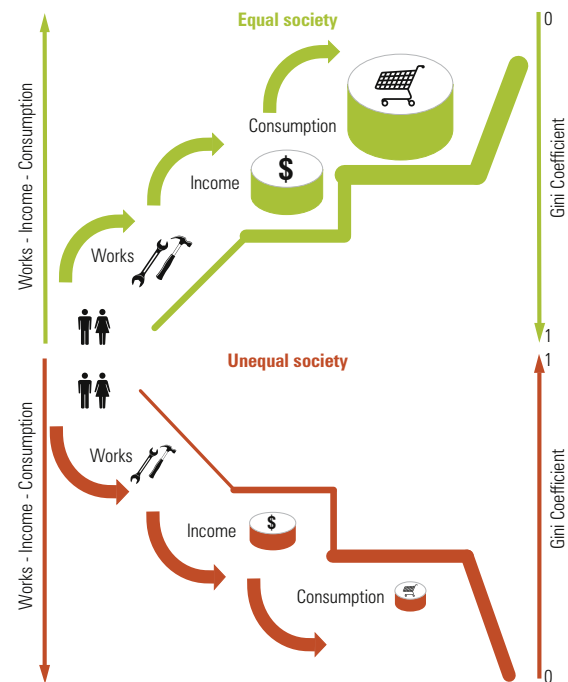 Equal society
0
Consumption
$
Income
Works
Works - Income - Consumption
Gini Coefficient
1
1
Unequal society
Works
$
Income
Consumption
Works - Income - Consumption
Gini Coefficient
0